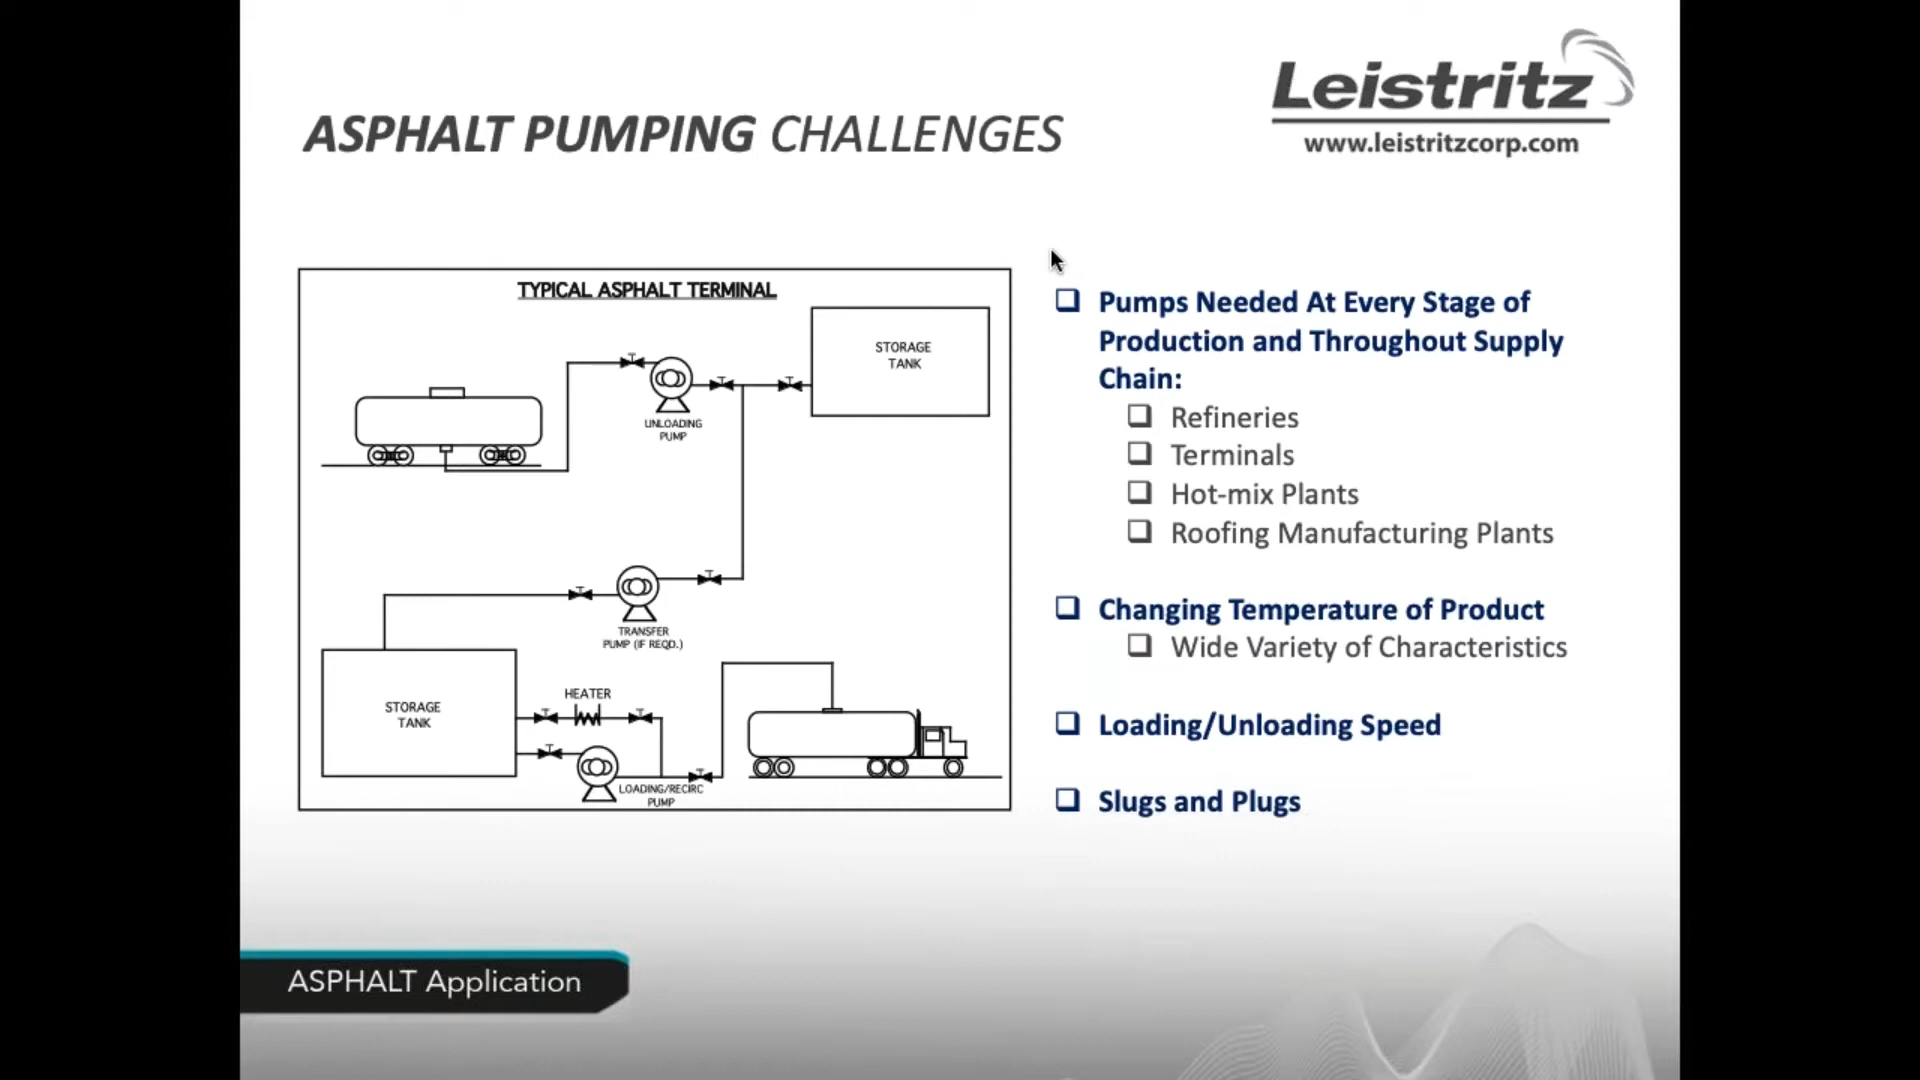 Leistritz
www.leistritzcorp.com
ASPHALT PUMPING CHALLENGES
TYPICAL ASPHALT TERMINAL
STORAGE
TANK
UNLOADING
PUMP
TRANSFER
PUMP (IF REQD.)
STORAGE
TANK
HEATER
LOADING/RECIRC
PUMP
Pumps Needed At Every Stage of
Production and Throughout Supply
Chain:
Refineries
Terminals
Hot-mix Plants
Roofing Manufacturing Plants
Changing Temperature of Product
Wide Variety of Characteristics
Loading/Unloading Speed
Slugs and Plugs
ASPHALT Application